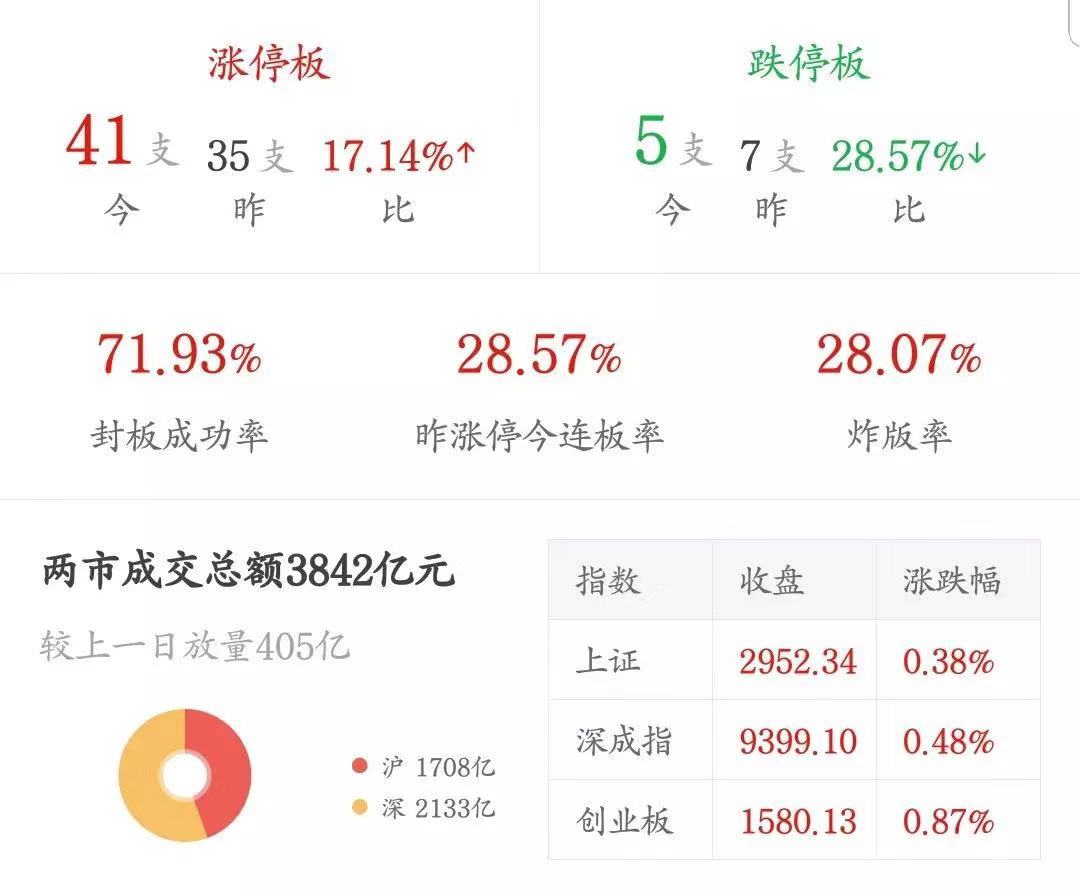 涨停板
41支 35支 17.14%↑
今 昨 比
跌停板
5支 7支 28.57%↓
今 昨 比
71.93% 28.57% 28.07%
封板成功率 昨涨停今连板率 炸版率
两市成交总额3842亿元
较上一日放量405亿
沪 1708亿
深 2133亿
指数 收盘 涨跌幅
上证 2952.34 0.38%
深成指 9399.10 0.48%
创业板 1580.13 0.87%